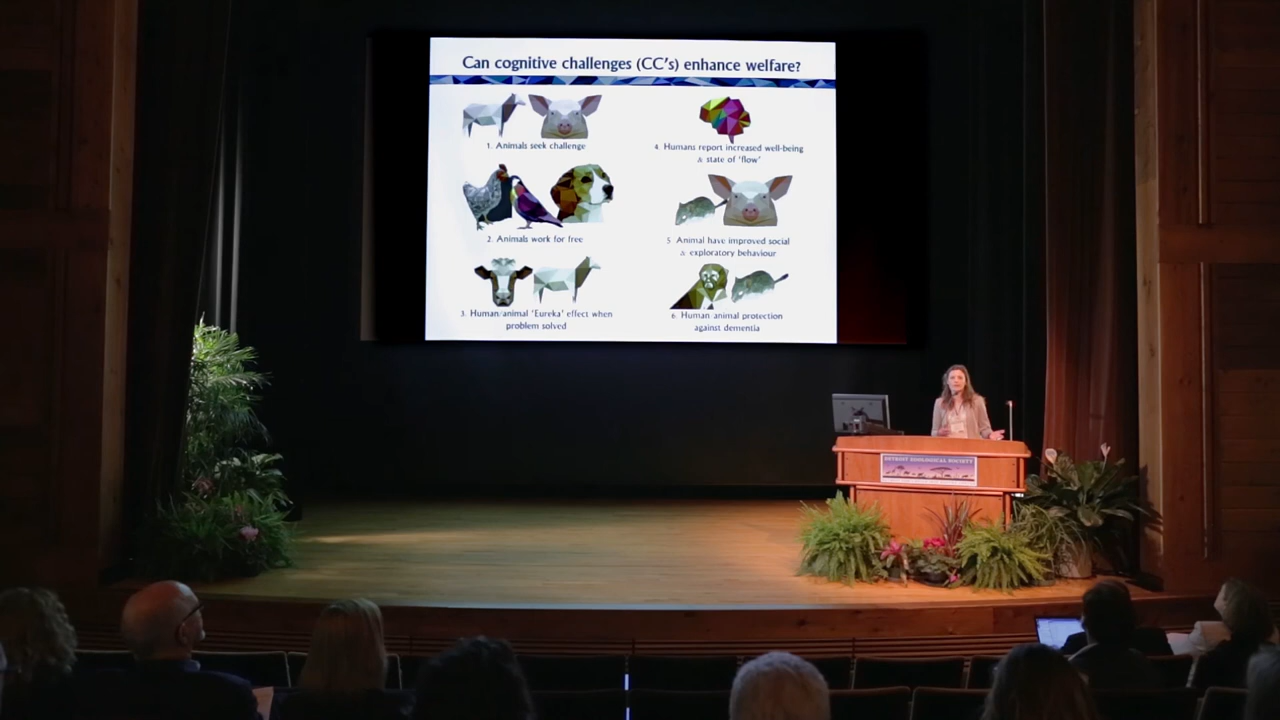 Can cognitive challenges (CC's) enhance welfare?
1. Animals seek challenge
2. Animals work for free
3. Human/animal 'Eureka' effect when
problem solved
4. Humans report increased well-being
& state of 'flow'
5. Animal have improved social
& exploratory behaviour
6. Human animal protection
against dementia
DETROIT ZOOLOGICAL SOCIETY